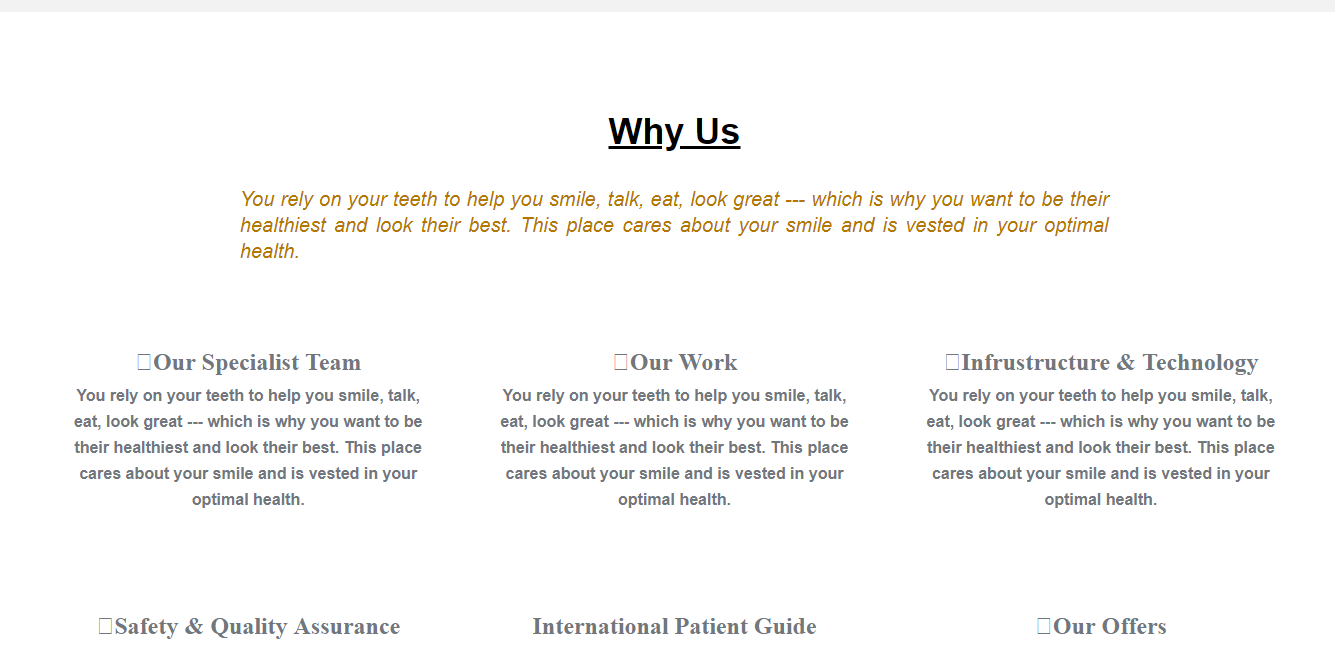 Why Us
You rely on your teeth to help you smile, talk, eat, look great --- which is why you want to be their
healthiest and look their best. This place cares about your smile and is vested in your optimal
health.
Our Specialist Team
You rely on your teeth to help you smile, talk,
eat, look great --- which is why you want to be
their healthiest and look their best. This place
cares about your smile and is vested in your
optimal health.
Our Work
You rely on your teeth to help you smile, talk,
eat, look great --- which is why you want to be
their healthiest and look their best. This place
cares about your smile and is vested in your
optimal health.
Infrustructure & Technology
You rely on your teeth to help you smile, talk,
eat, look great --- which is why you want to be
their healthiest and look their best. This place
cares about your smile and is vested in your
optimal health.
Safety & Quality Assurance
International Patient Guide
Our Offers